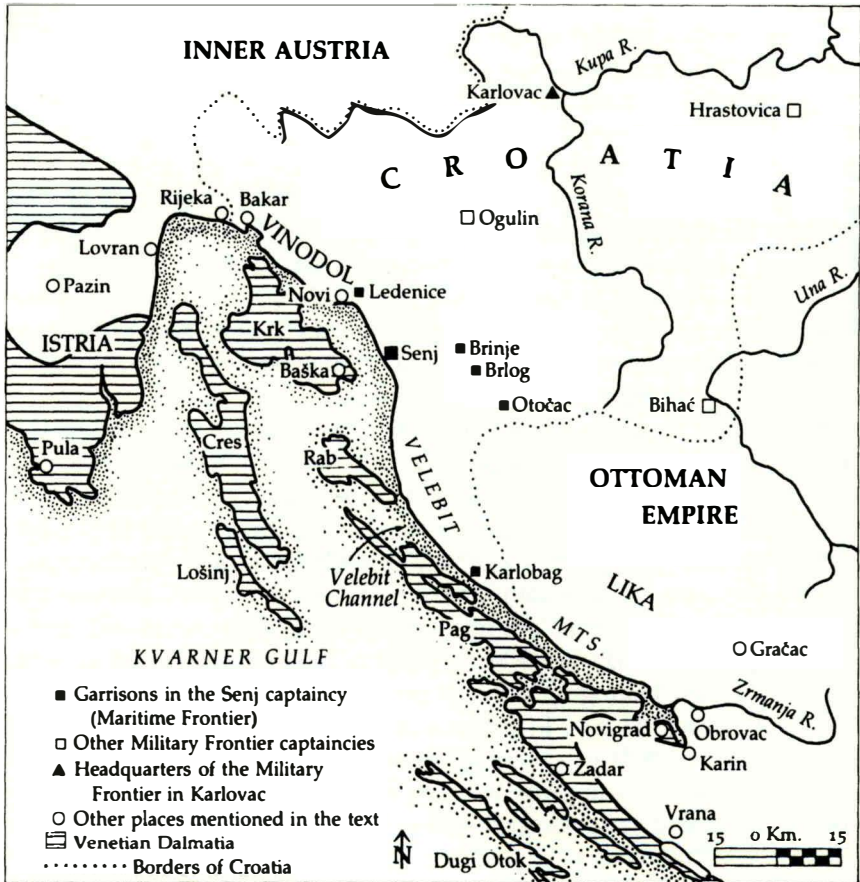 INNER AUSTRIA
Kupa R.
Karlovac
Hrastovica
CROATIA
Korana R.
Rijeka
Bakar
VINODOL
Ogulin
Lovran
Pazin
Novi
Ledenice
Una R.
ISTRIA
Krk
Senj
Brinje
Baška
Brlog
Otočac
Bihać
Pula
Cres
Rab
VELEBIT
OTTOMAN
EMPIRE
Lošinj
Velebit
Channel
Karlobag
LIKA
Pag
MTS.
Gračac
KVARNER GULF
Zrmanja R.
Garrisons in the Senj captaincy
(Maritime Frontier)
Other Military Frontier captaincies
Headquarters of the Military
Frontier in Karlovac
Other places mentioned in the text
Venetian Dalmatia
Borders of Croatia
Novigrad
Obrovac
Karin
Zadar
Vrana
N
Dugi Otok
15 0 Km. 15